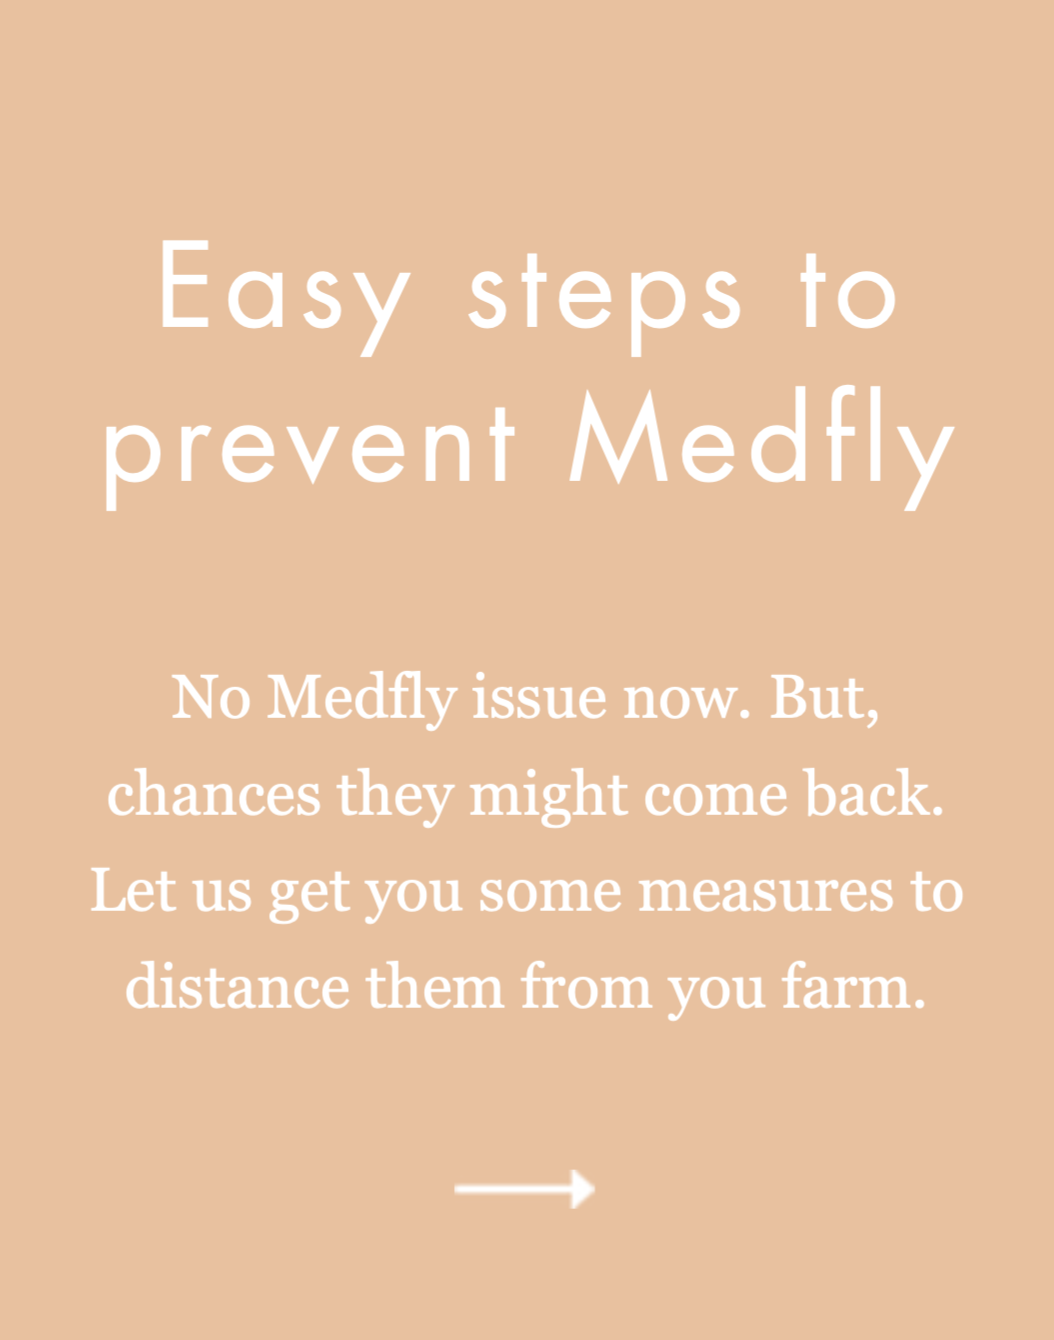 Easy steps to
prevent Medfly
No Medfly issue now. But,
chances they might come back.
Let us get you some measures to
distance them from you farm.